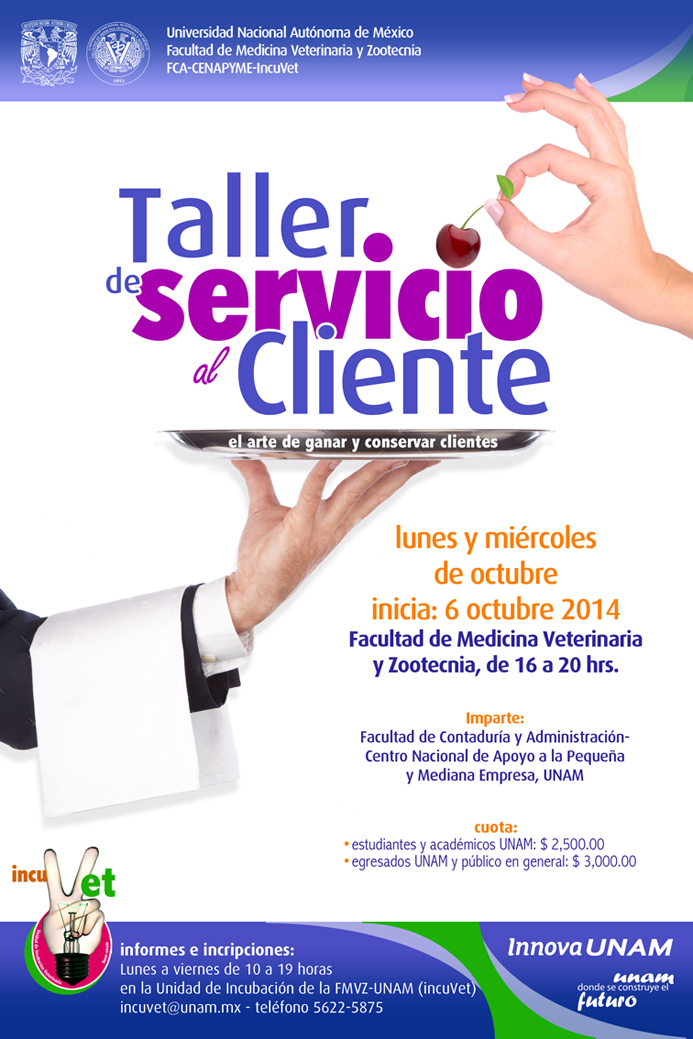 Universidad Nacional Autónoma de México
Facultad de Medicina Veterinaria y Zootecnia
FCA-CENAPYME-IncuVet
Taller
de servicio
al Cliente
el arte de ganar y conservar clientes
lunes y miércoles
de octubre
inicia: 6 octubre 2014
Facultad de Medicina Veterinaria
y Zootecnia, de 16 a 20 hrs.
Imparte:
Facultad de Contaduría y Administración-
Centro Nacional de Apoyo a la Pequeña
y Mediana Empresa, UNAM
cuota:
• estudiantes y académicos UNAM: $ 2,500.00
• egresados UNAM y público en general: $ 3,000.00
incuVet
informes e incripciones:
Lunes a viernes de 10 a 19 horas
en la Unidad de Incubación de la FMVZ-UNAM (incuVet)
incuvet@unam.mx - teléfono 5622-5875
InnovaUNAM
unam
donde se construye el
futuro